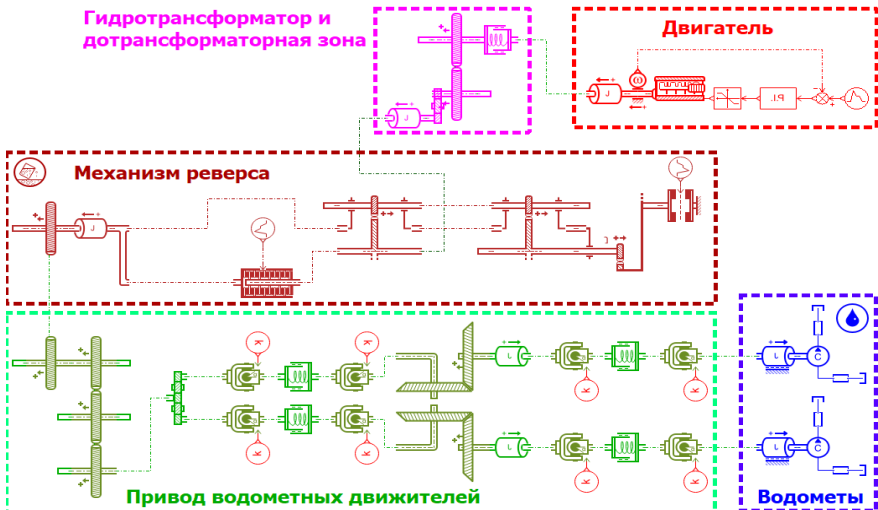 Гидротрансформатор и
дотрансформаторная зона
Двигатель
ω
P.I.
J
J
Механизм реверса
J
J
K
K
J
K
K
J
C
K
K
J
K
K
J
C
Привод водометных движителей
Водометы